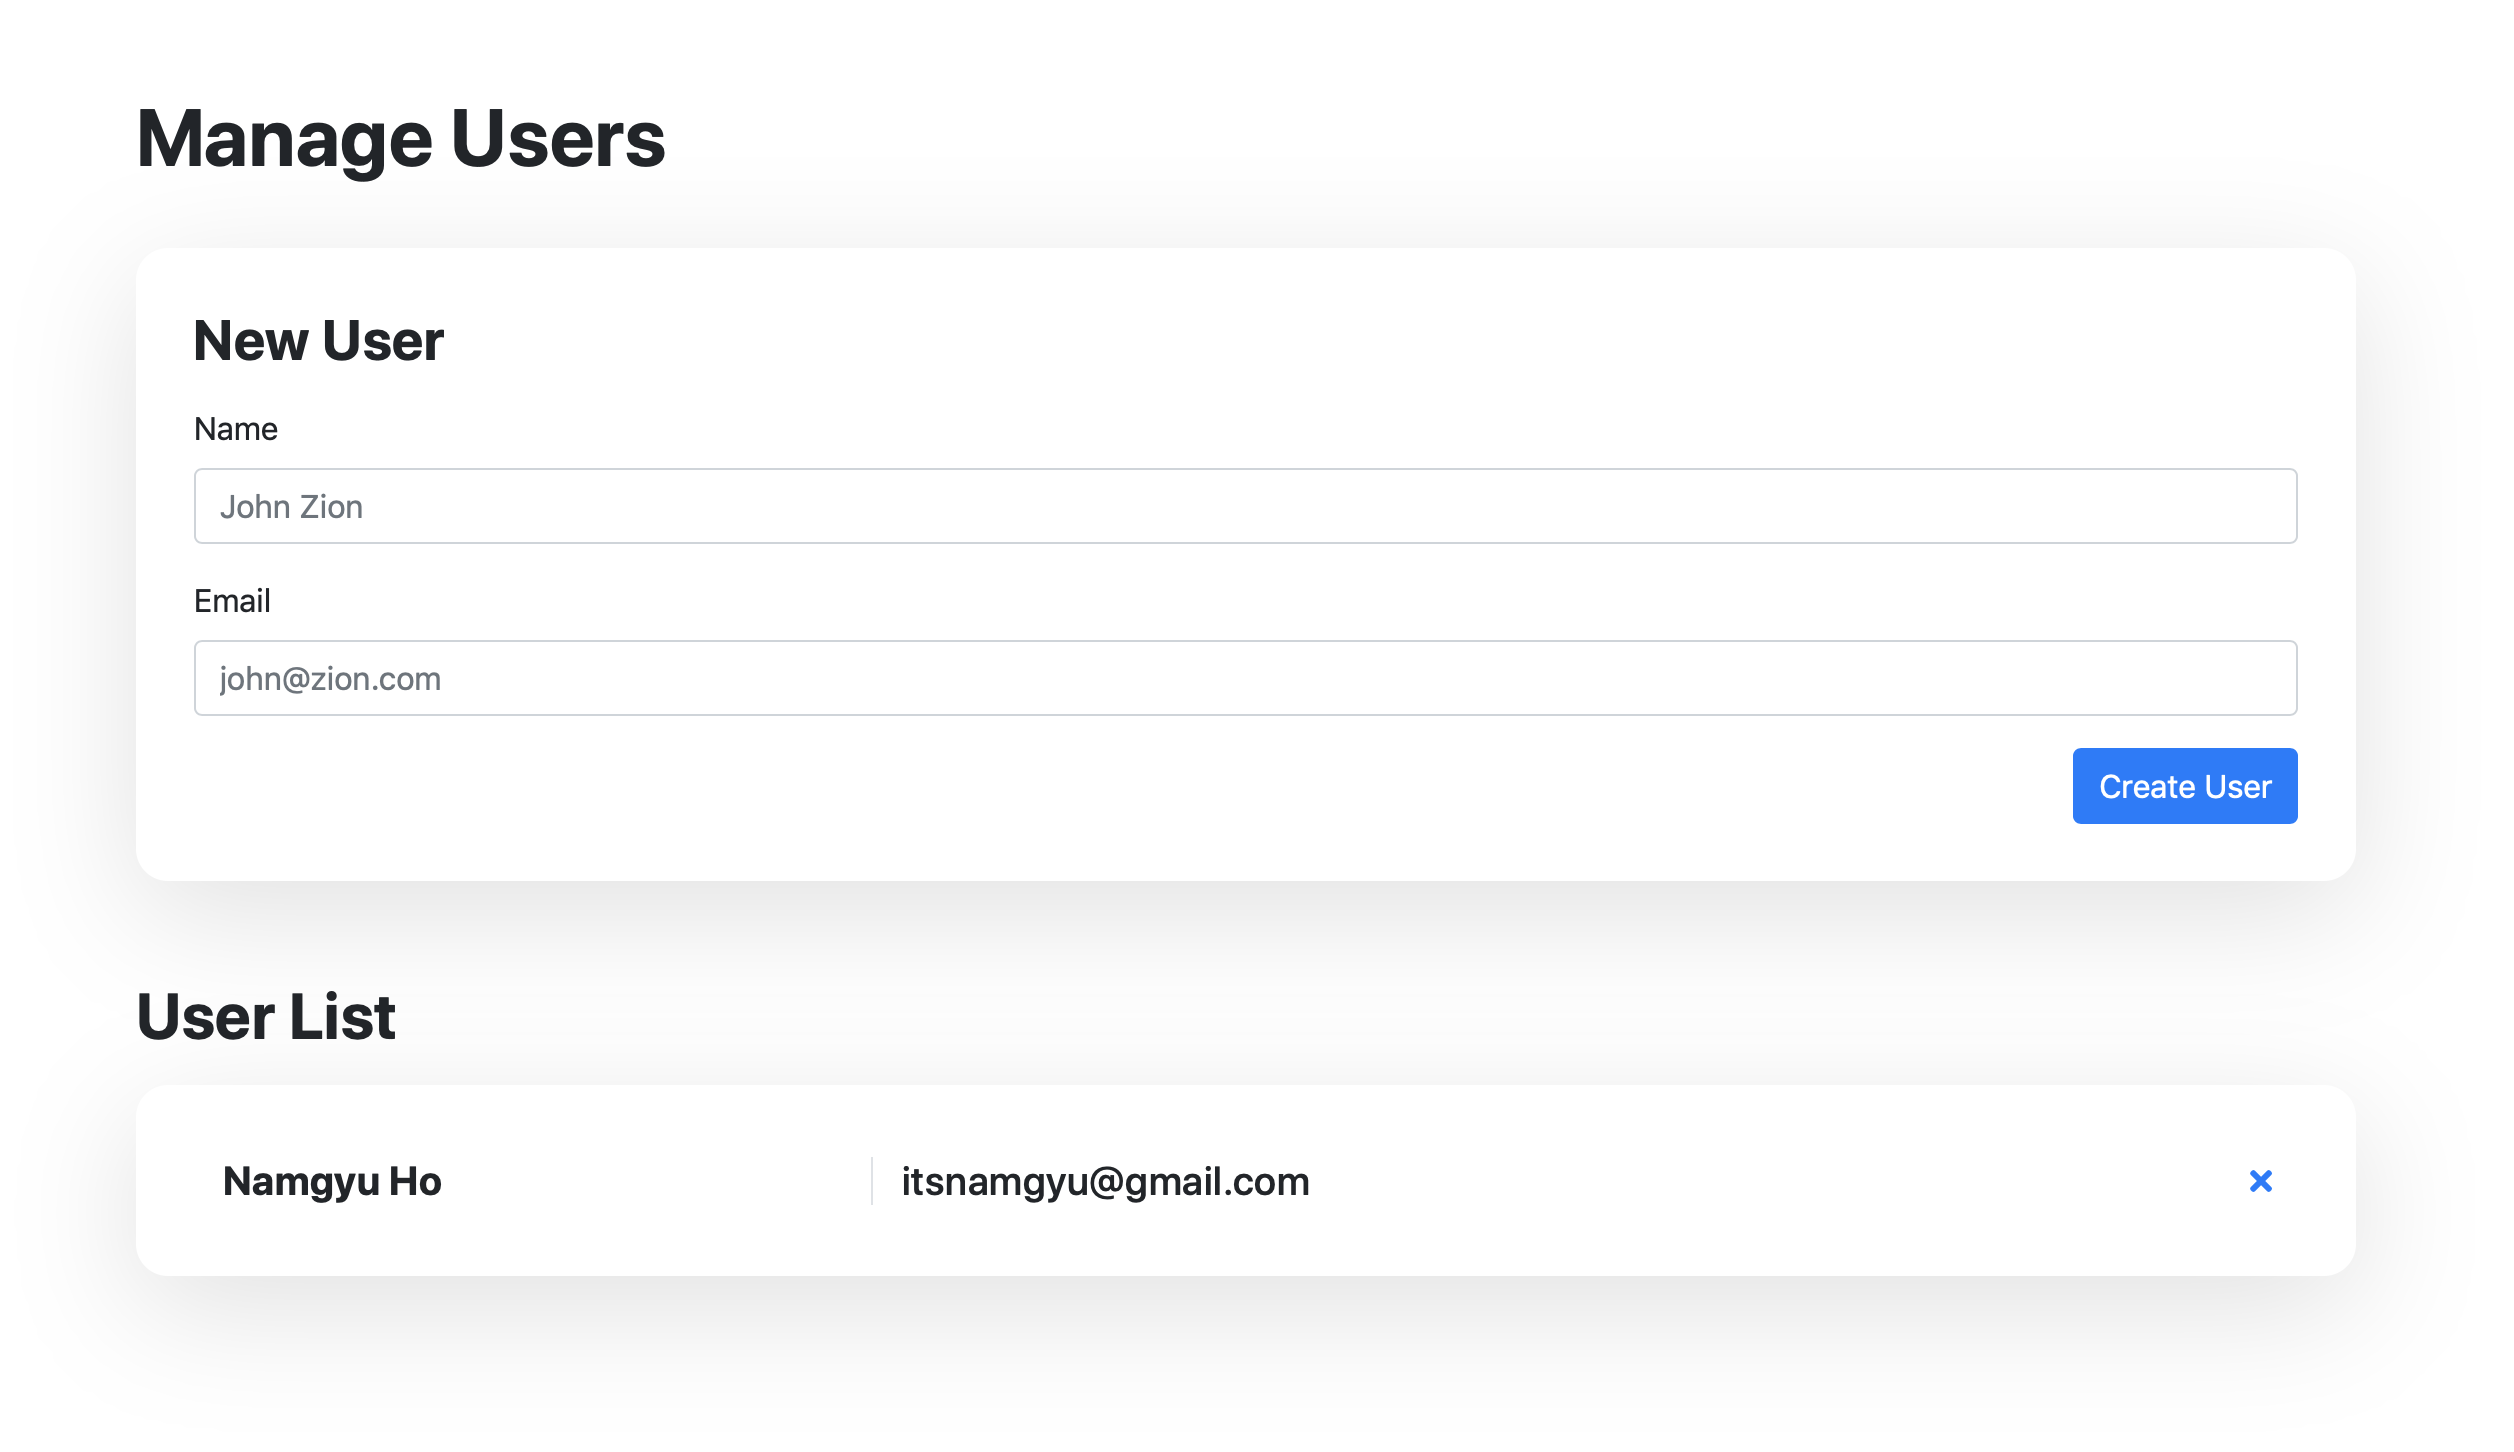 Manage Users
New User
Name
John Zion
Email
john@zion.com
Create User
User List
Namgyu Ho
itsnamgyu@gmail.com